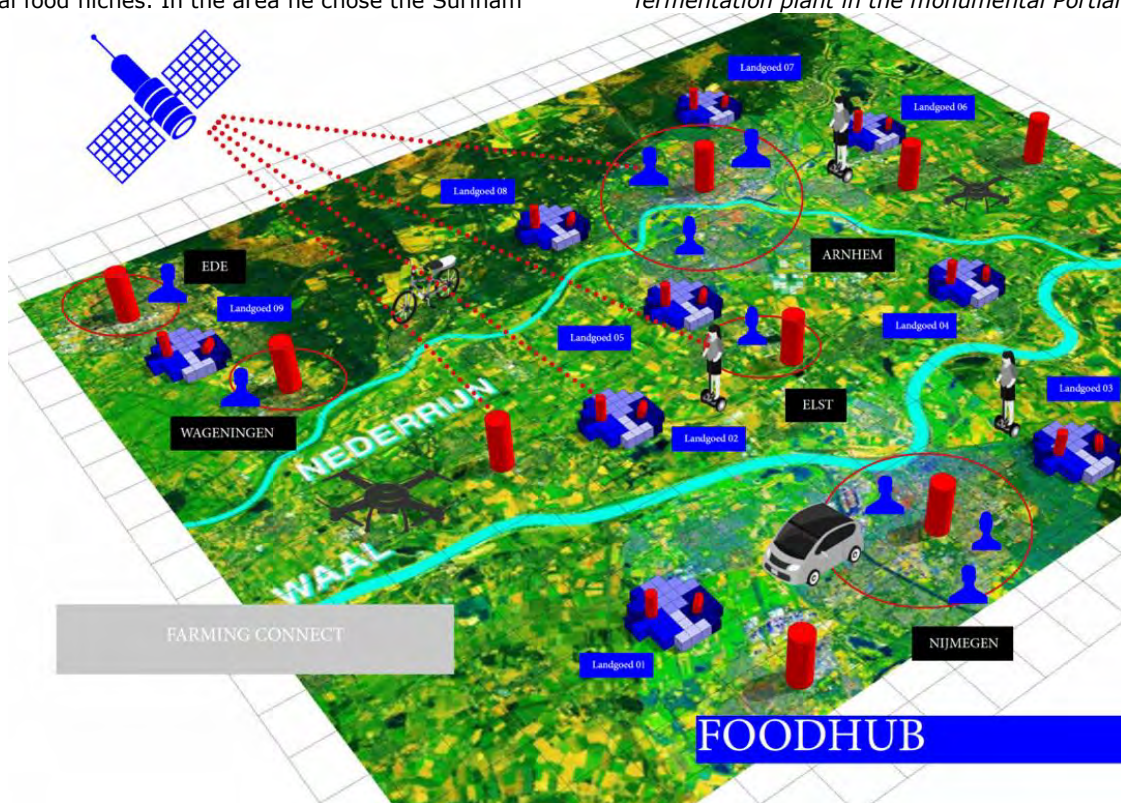 al food niches. In the area he chose the Surinam
fermentation plant in the monumental Portlan
Landgoed 07
Landgoed 06
Landgoed 08
EDE
ARNHEM
Landgoed 09
Landgoed 05
Landgoed 04
Landgoed 03
ELST
WAGENINGEN
NEDERRIJN
Landgoed 02
WAAL
FARMING CONNECT
NIJMEGEN
Landgoed 01
FOODHUB